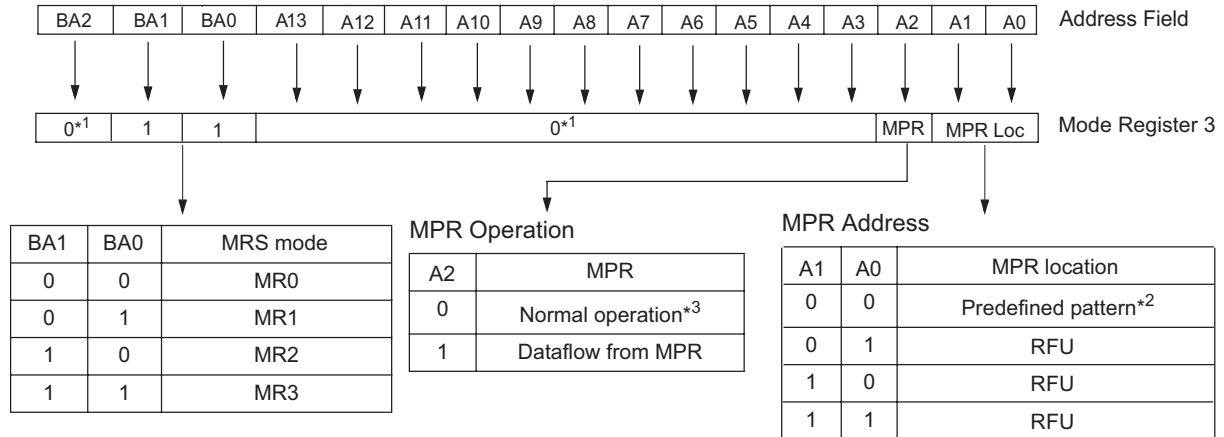 BA2 BA1 BA0 A13 A12 A11 A10 A9 A8 A7 A6 A5 A4 A3 A2 A1 A0 Address Field
0*1 1 1 0*1 MPR MPR Loc Mode Register 3
BA1 BA0 MRS mode
0 0 MR0
0 1 MR1
1 0 MR2
1 1 MR3
MPR Operation
A2 MPR
0 Normal operation*3
1 Dataflow from MPR
MPR Address
A1 A0 MPR location
0 0 Predefined pattern*2
0 1 RFU
1 0 RFU
1 1 RFU